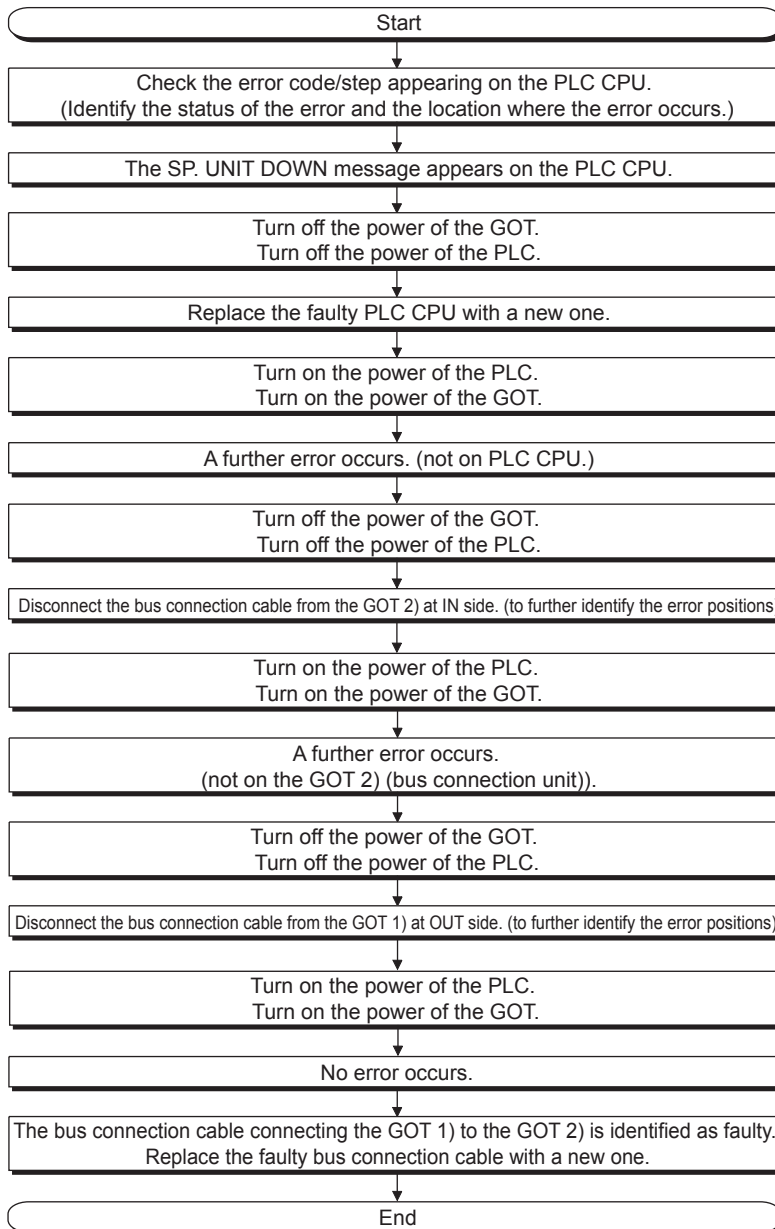 Start
Check the error code/step appearing on the PLC CPU.
(Identify the status of the error and the location where the error occurs.)
The SP. UNIT DOWN message appears on the PLC CPU.
Turn off the power of the GOT.
Turn off the power of the PLC.
Replace the faulty PLC CPU with a new one.
Turn on the power of the PLC.
Turn on the power of the GOT.
A further error occurs. (not on PLC CPU.)
Turn off the power of the GOT.
Turn off the power of the PLC.
Disconnect the bus connection cable from the GOT 2) at IN side. (to further identify the error positions
Turn on the power of the PLC.
Turn on the power of the GOT.
A further error occurs.
(not on the GOT 2) (bus connection unit)).
Turn off the power of the GOT.
Turn off the power of the PLC.
Disconnect the bus connection cable from the GOT 1) at OUT side. (to further identify the error positions)
Turn on the power of the PLC.
Turn on the power of the GOT.
No error occurs.
The bus connection cable connecting the GOT 1) to the GOT 2) is identified as faulty.
Replace the faulty bus connection cable with a new one.
End